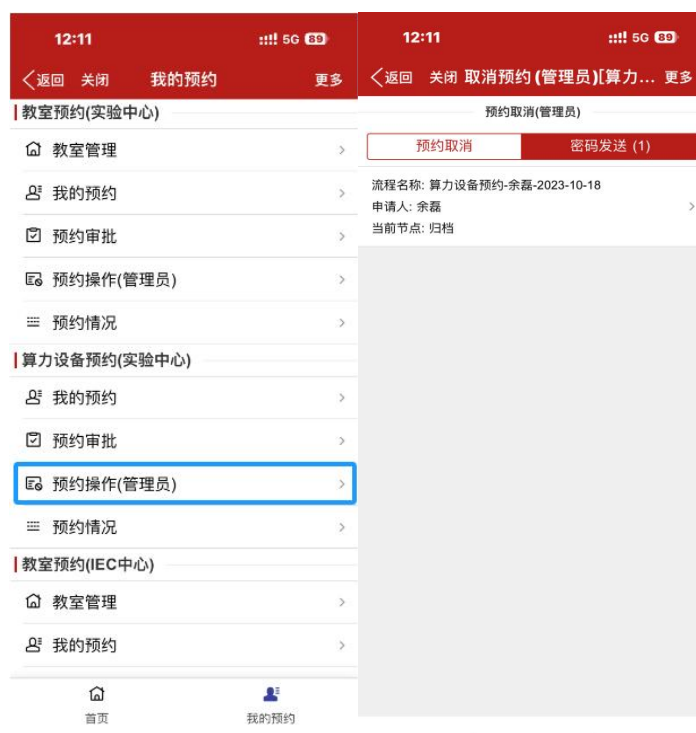 12:11
5G 89
返回 关闭 我的预约 更多
教室预约(实验中心)
教室管理
我的预约
预约审批
预约操作(管理员)
预约情况
算力设备预约(实验中心)
我的预约
预约审批
预约操作(管理员)
预约情况
教室预约(IEC中心)
教室管理
我的预约
首页
我的预约
12:11
5G 89
返回 关闭 取消预约 (管理员)[算力... 更多
预约取消(管理员)
预约取消
密码发送 (1)
流程名称: 算力设备预约-余磊-2023-10-18
申请人: 余磊
当前节点: 归档